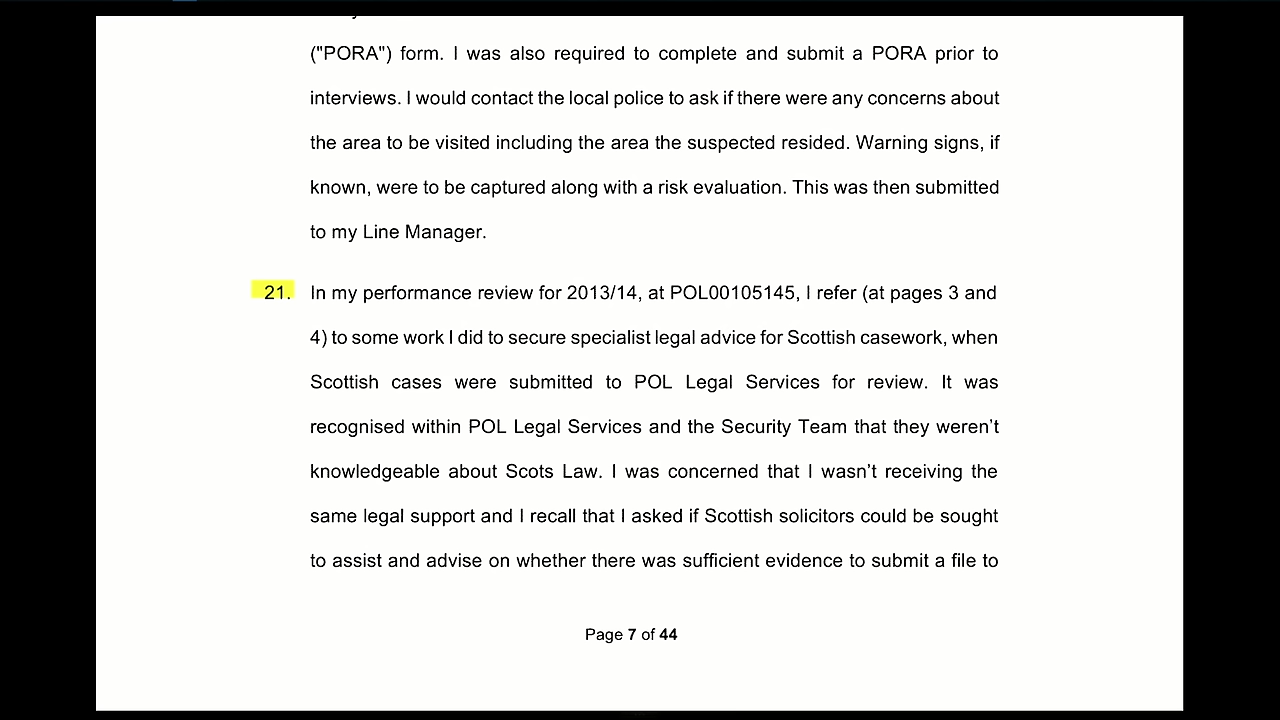 ("PORA") form. I was also required to complete and submit a PORA prior to
interviews. I would contact the local police to ask if there were any concerns about
the area to be visited including the area the suspected resided. Warning signs, if
known, were to be captured along with a risk evaluation. This was then submitted
to my Line Manager.
21. In my performance review for 2013/14, at POL00105145, I refer (at pages 3 and
4) to some work I did to secure specialist legal advice for Scottish casework, when
Scottish cases were submitted to POL Legal Services for review. It was
recognised within POL Legal Services and the Security Team that they weren't
knowledgeable about Scots Law. I was concerned that I wasn't receiving the
same legal support and I recall that I asked if Scottish solicitors could be sought
to assist and advise on whether there was sufficient evidence to submit a file to
Page 7 of 44